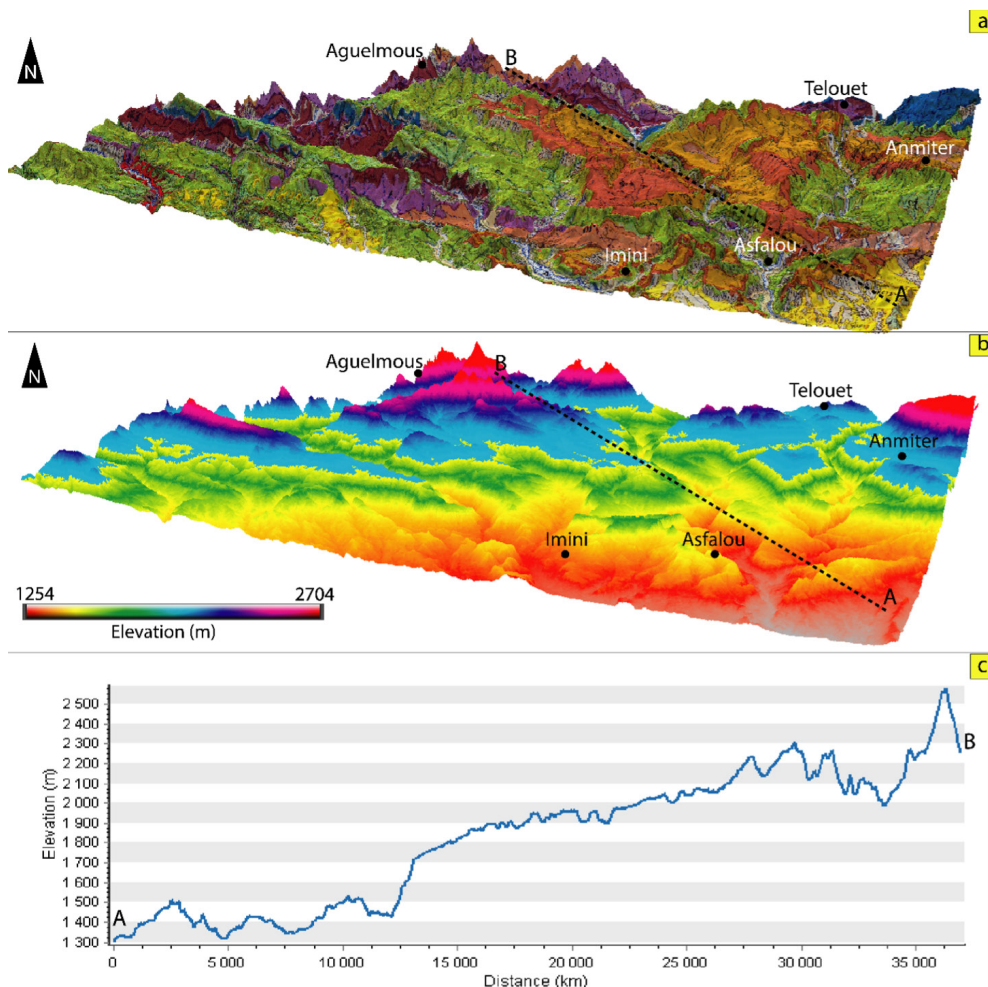 a
N
Aguelmous
B
Telouet
Anmiter
Asfalou
Imini
A
b
N
Aguelmous
B
Telouet
Anmiter
Imini
Asfalou
A
1254 2704
Elevation (m)
c
Elevation (m)
2 500
2 400
2 300
2 200
2 100
2 000
1 900
1 800
1 700
1 600
1 500
1 400
1 300
A
B
0 5 000 10 000 15 000 20 000 25 000 30 000 35 000
Distance (km)